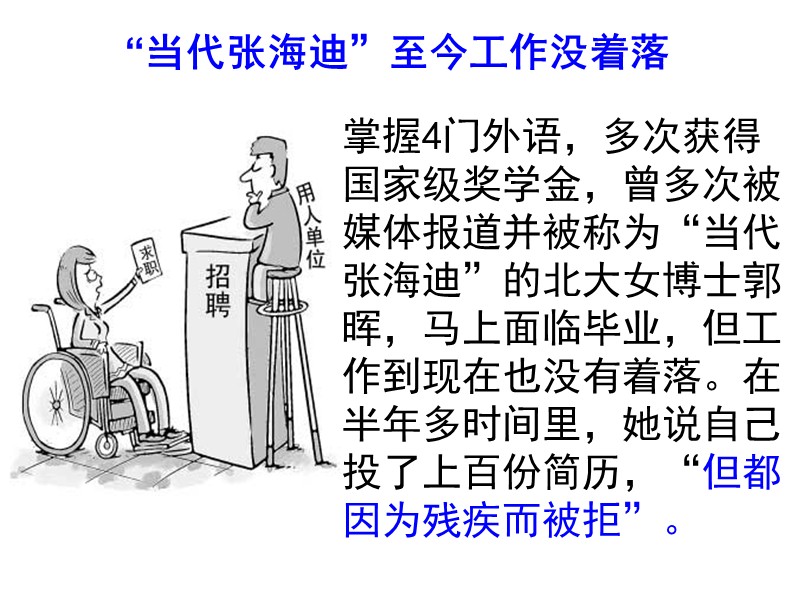 “当代张海迪”至今工作没着落
掌握4门外语，多次获得
国家级奖学金，曾多次被
媒体报道并被称为“当代
张海迪”的北大女博士郭
晖，马上面临毕业，但工
作到现在也没有着落。在
半年多时间里，她说自己
投了上百份简历，“但都
因为残疾而被拒”。
求职
招聘
用人单位